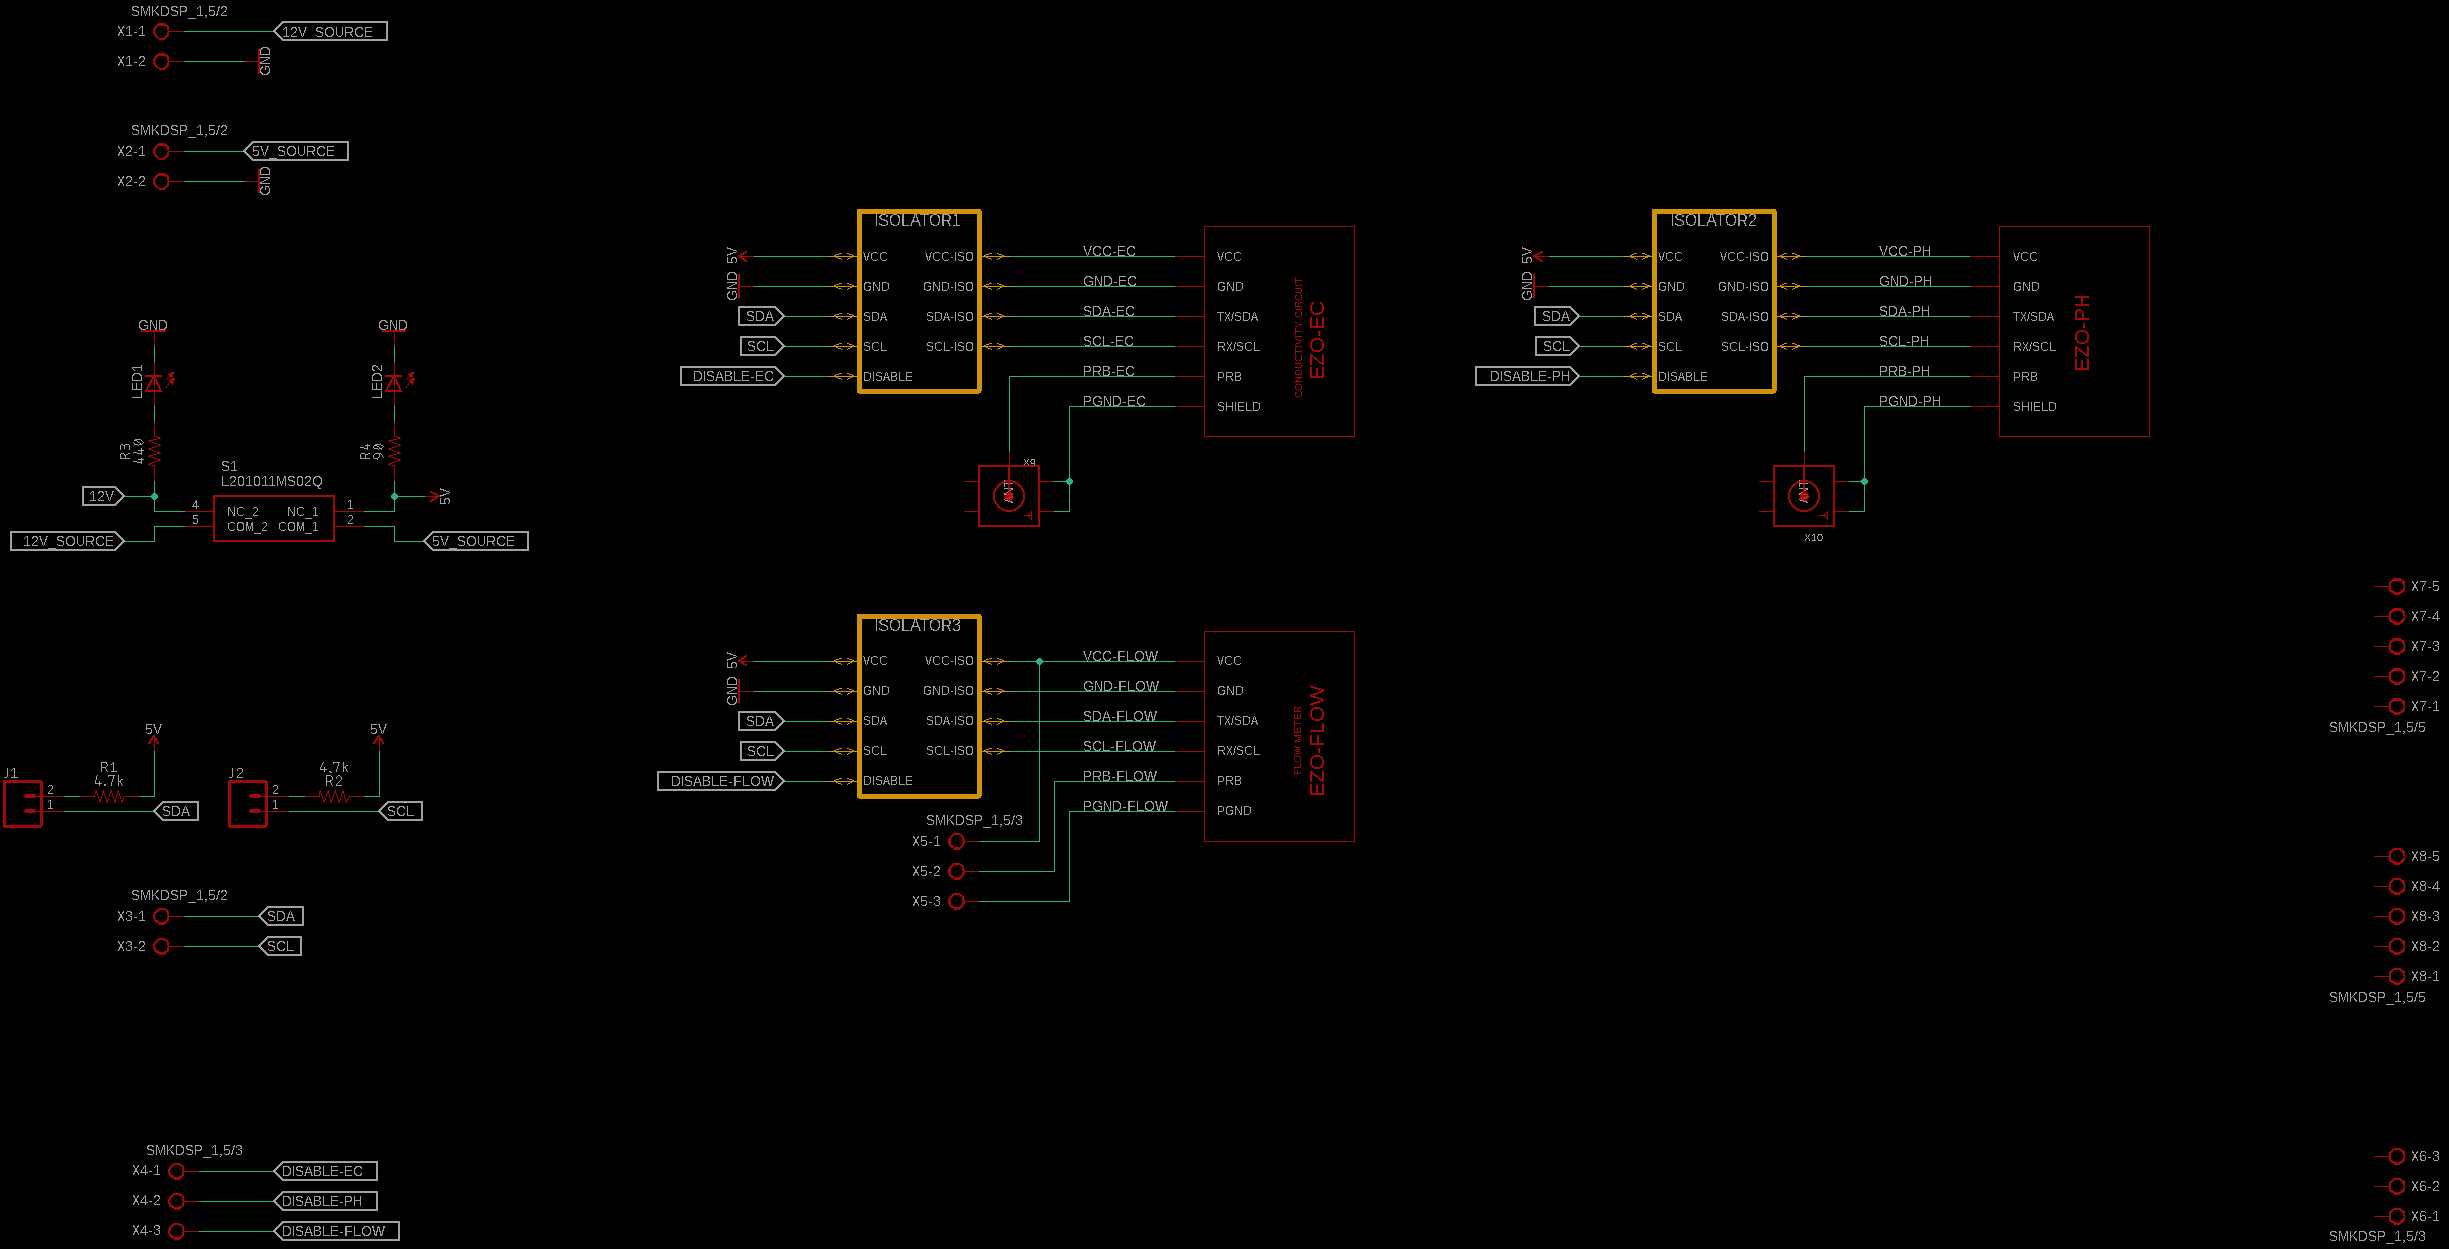 SMKDSP_1,5/2
X1-1
12V_SOURCE
X1-2
GND
SMKDSP_1,5/2
X2-1
5V_SOURCE
X2-2
GND
GND
LED1
R3
440
12V
12V_SOURCE
GND
LED2
R4
90
5V
5V_SOURCE
S1
L201011MS02Q
4
NC_2
NC_1
1
5
COM_2
COM_1
2
J1
2
1
R1
4.7k
5V
SDA
J2
2
1
4.7k
R2
5V
SCL
SMKDSP_1,5/2
X3-1
SDA
X3-2
SCL
SMKDSP_1,5/3
X4-1
DISABLE-EC
X4-2
DISABLE-PH
X4-3
DISABLE-FLOW
ISOLATOR1
5V
VCC
VCC-ISO
VCC-EC
VCC
GND
GND
GND-ISO
GND-EC
GND
SDA
SDA
SDA-ISO
SDA-EC
TX/SDA
SCL
SCL
SCL-ISO
SCL-EC
RX/SCL
DISABLE-EC
DISABLE
PRB-EC
PRB
PGND-EC
SHIELD
CONDUCTIVITY CIRCUIT
EZO-EC
X9
ANT
ISOLATOR2
5V
VCC
VCC-ISO
VCC-PH
VCC
GND
GND
GND-ISO
GND-PH
GND
SDA
SDA
SDA-ISO
SDA-PH
TX/SDA
SCL
SCL
SCL-ISO
SCL-PH
RX/SCL
DISABLE-PH
DISABLE
PRB-PH
PRB
PGND-PH
SHIELD
EZO-PH
ANT
X10
ISOLATOR3
5V
VCC
VCC-ISO
VCC-FLOW
VCC
GND
GND
GND-ISO
GND-FLOW
GND
SDA
SDA
SDA-ISO
SDA-FLOW
TX/SDA
SCL
SCL
SCL-ISO
SCL-FLOW
RX/SCL
DISABLE-FLOW
DISABLE
PRB-FLOW
PRB
PGND-FLOW
PGND
FLOW METER
EZO-FLOW
SMKDSP_1,5/3
X5-1
X5-2
X5-3
X7-5
X7-4
X7-3
X7-2
X7-1
SMKDSP_1,5/5
X8-5
X8-4
X8-3
X8-2
X8-1
SMKDSP_1,5/5
X6-3
X6-2
X6-1
SMKDSP_1,5/3